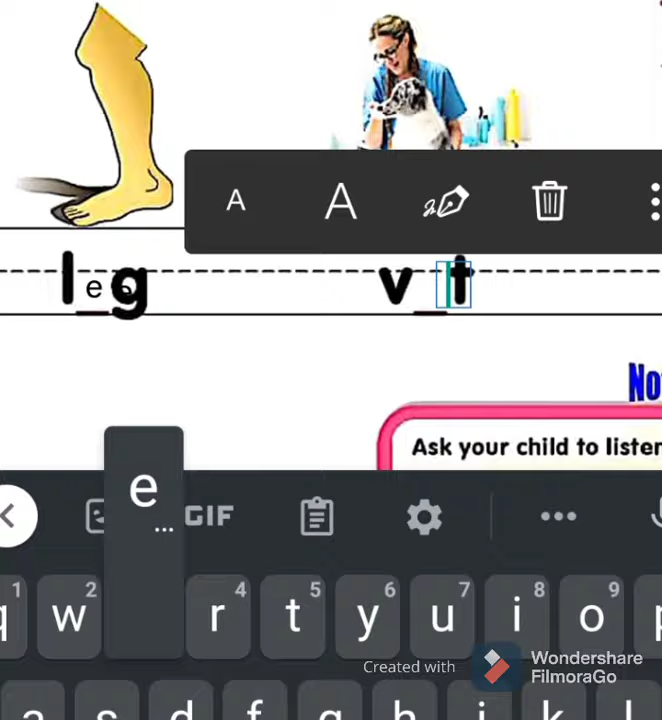 A A
leg v_t
No
Ask your child to listen
e
...
GIF
1 2 4 5 6 7 8 9
q w r t y u i o p
Created with Wondershare
FilmoraGo
a s d f g h j k l